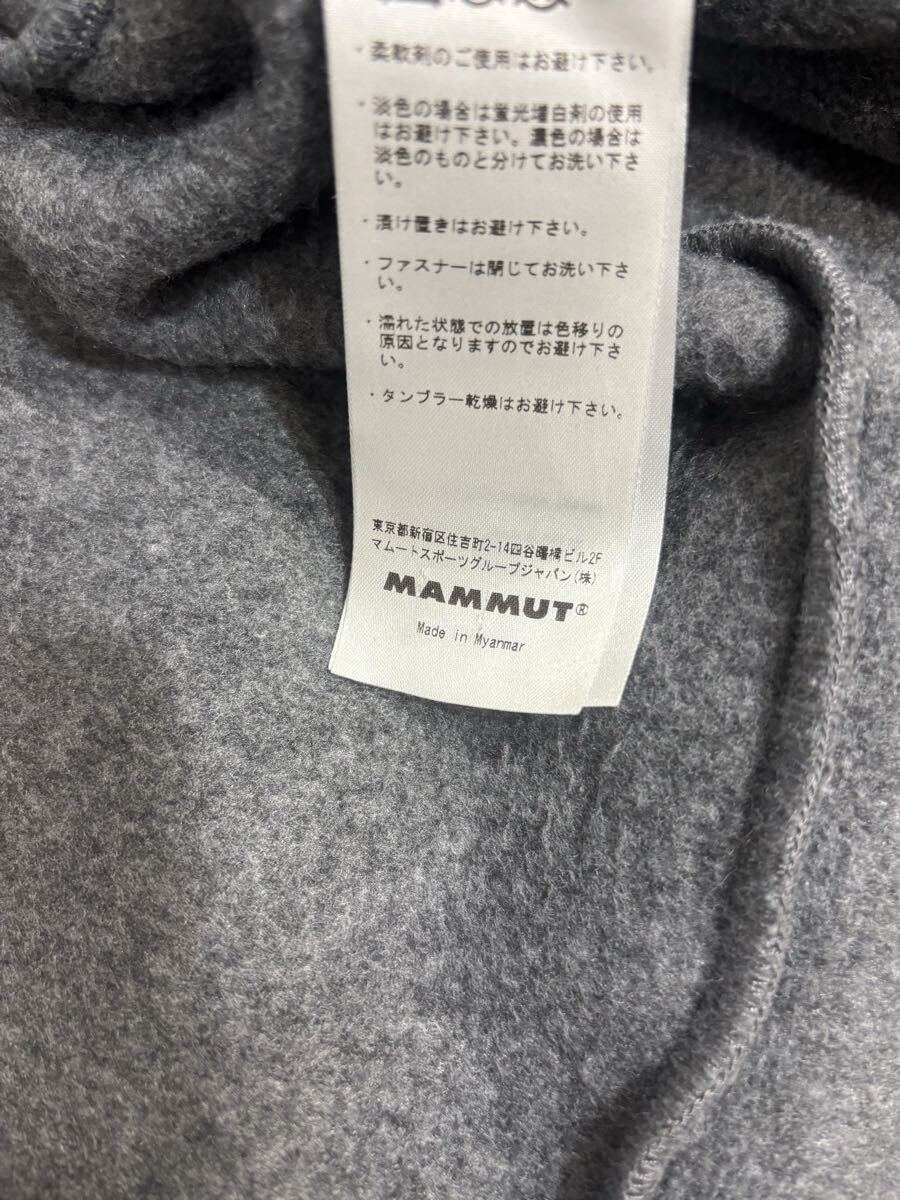 ・柔軟剤のご使用はお避け下さい。
・淡色の場合は蛍光増白剤の使用
はお避け下さい。濃色の場合は
淡色のものと分けてお洗い下さ
い。
・漬け置きはお避け下さい。
・ファスナーは閉じてお洗い下さ
い。
・濡れた状態での放置は色移りの
原因となりますのでお避け下さ
い。
・タンブラー乾燥はお避け下さい。
東京都新宿区住吉町2-14四谷曙橋ビル2F
マムートスポーツグループジャパン(株)
MAMMUT®
Made in Myanmar